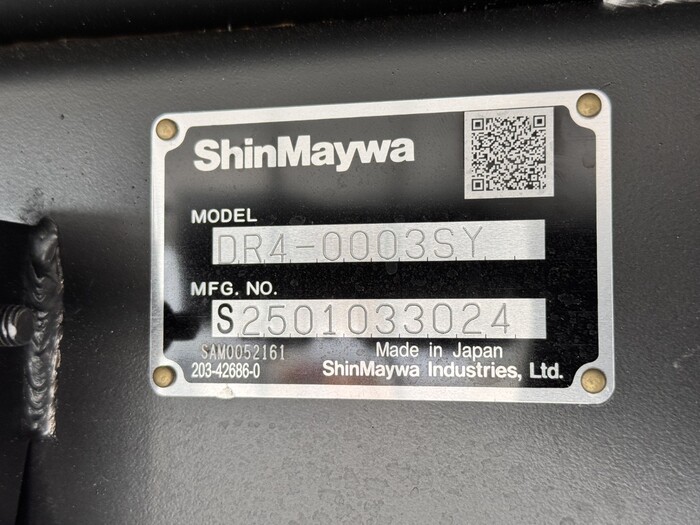 ShinMaywa
MODEL
DR4-0003SY
MFG. NO.
S2501033024
SAM0052161
Made in Japan
203-42686-0
ShinMaywa Industries, Ltd.